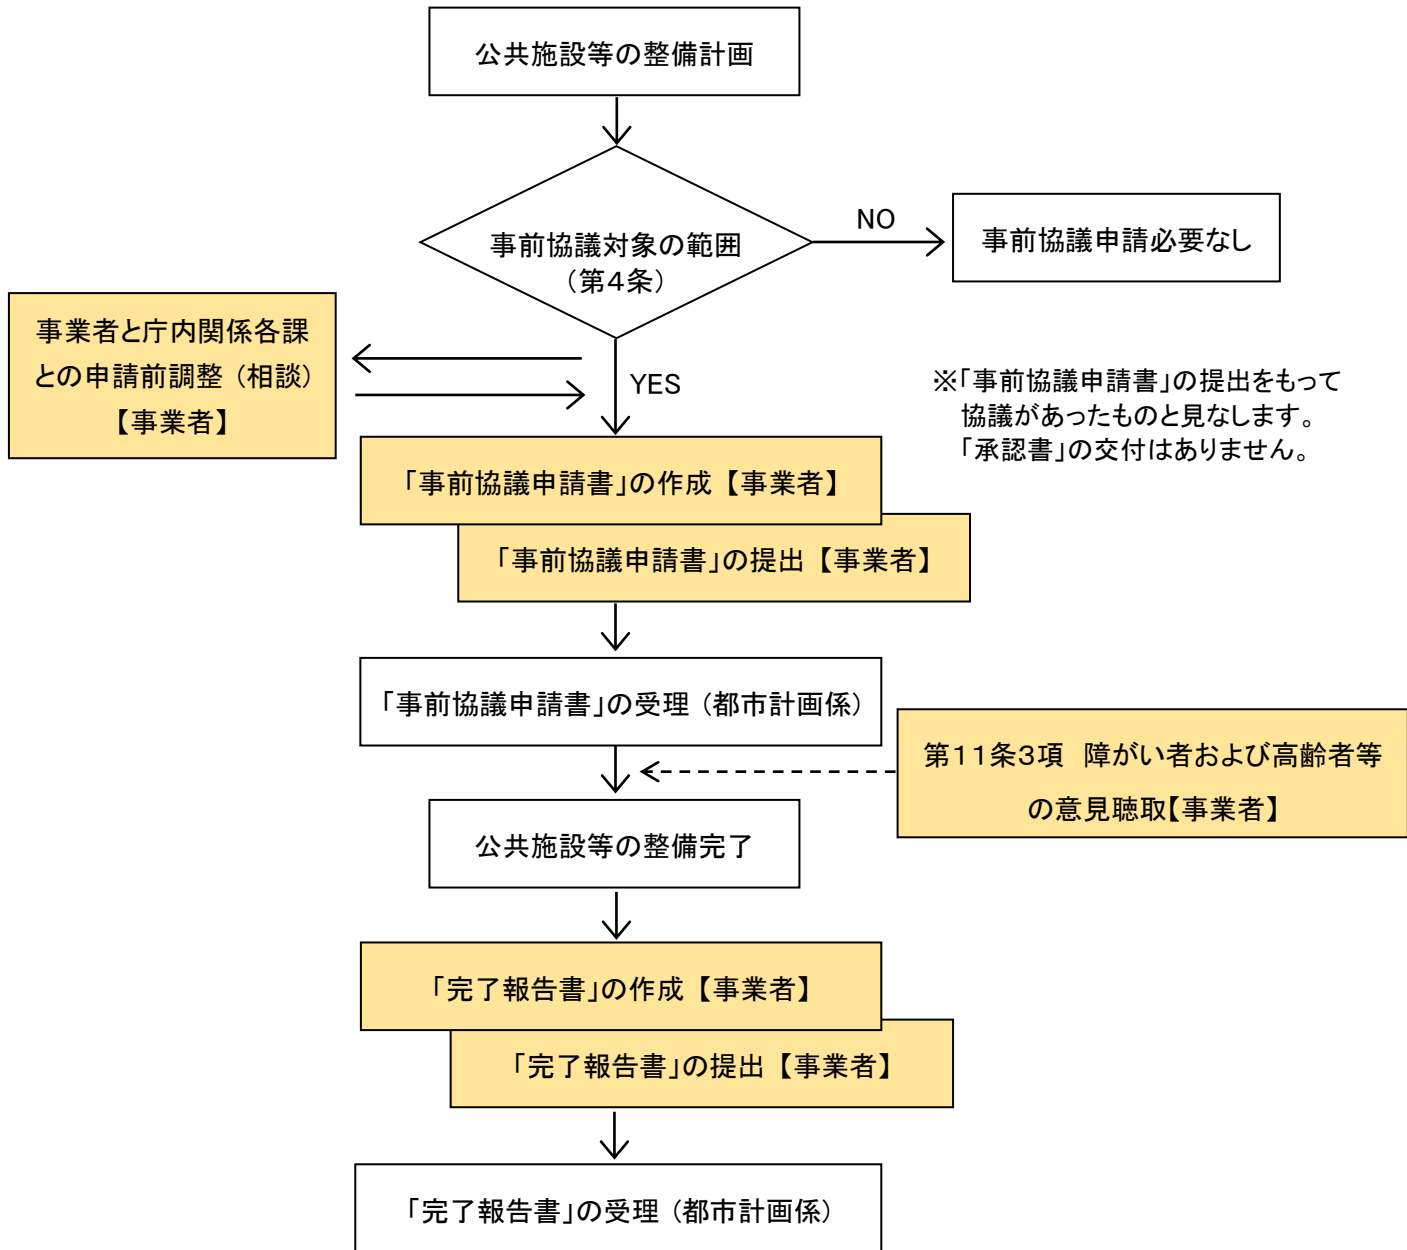 公共施設等の整備計画
事前協議対象の範囲
（第４条）
NO
事前協議申請必要なし
事業者と庁内関係各課
との申請前調整（相談）
【事業者】
YES
※「事前協議申請書」の提出をもって
協議があったものと見なします。
「承認書」の交付はありません。
「事前協議申請書」の作成【事業者】
「事前協議申請書」の提出【事業者】
「事前協議申請書」の受理（都市計画係）
第１１条３項　障がい者および高齢者等
の意見聴取【事業者】
公共施設等の整備完了
「完了報告書」の作成【事業者】
「完了報告書」の提出【事業者】
「完了報告書」の受理（都市計画係）